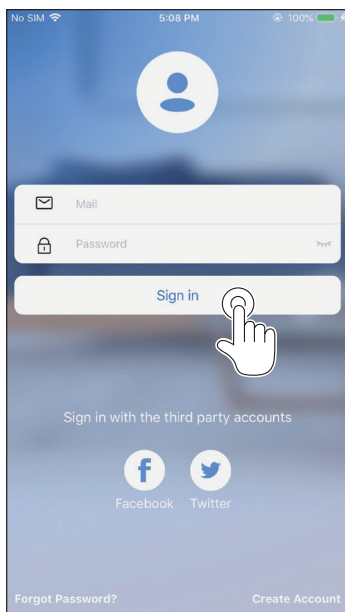 No SIM 5:08 PM 100%
Mail
Password
Sign in
Sign in with the third party accounts
f
Facebook Twitter
Forgot Password? Create Account